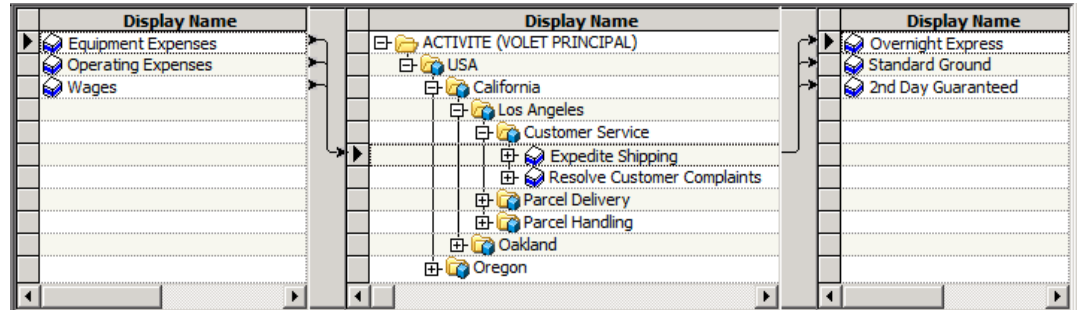 Display Name
Equipment Expenses
Operating Expenses
Wages
Display Name
ACTIVITE (VOLET PRINCIPAL)
USA
California
Los Angeles
Customer Service
Expedite Shipping
Resolve Customer Complaints
Parcel Delivery
Parcel Handling
Oakland
Oregon
Display Name
Overnight Express
Standard Ground
2nd Day Guaranteed